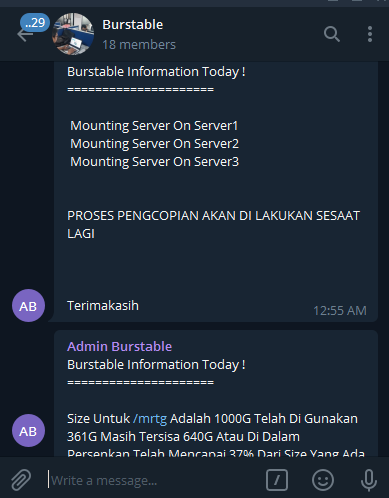 ..29
Burstable
18 members
Burstable Information Today !
=====================
Mounting Server On Server1
Mounting Server On Server2
Mounting Server On Server3
PROSES PENGCOPIAN AKAN DI LAKUKAN SESAAT
LAGI
Terimakasih
12:55 AM
AB
Admin Burstable
Burstable Information Today !
=====================
Size Untuk /mrtg Adalah 1000G Telah Di Gunakan
361G Masih Tersisa 640G Atau Di Dalam
Persenkan Telah Mencapai 37% Dari Size Yang Ada
AB
Write a message...